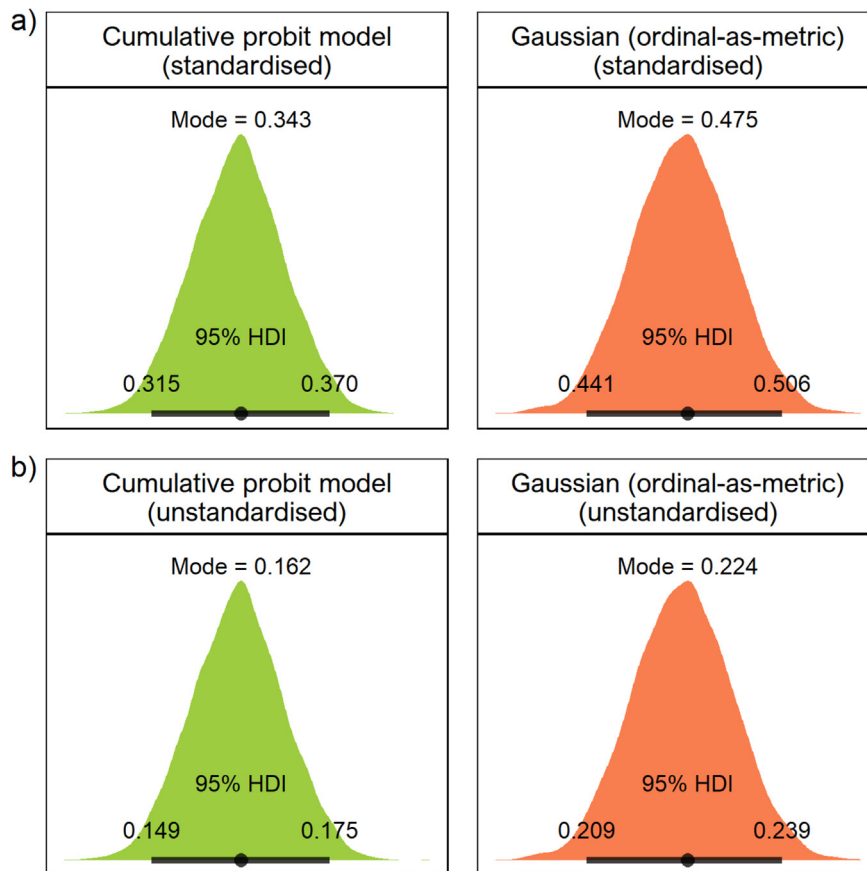 a)
Cumulative probit model
(standardised)
Mode = 0.343
95% HDI
0.315 0.370
Gaussian (ordinal-as-metric)
(standardised)
Mode = 0.475
95% HDI
0.441 0.506
b)
Cumulative probit model
(unstandardised)
Mode = 0.162
95% HDI
0.149 0.175
Gaussian (ordinal-as-metric)
(unstandardised)
Mode = 0.224
95% HDI
0.209 0.239